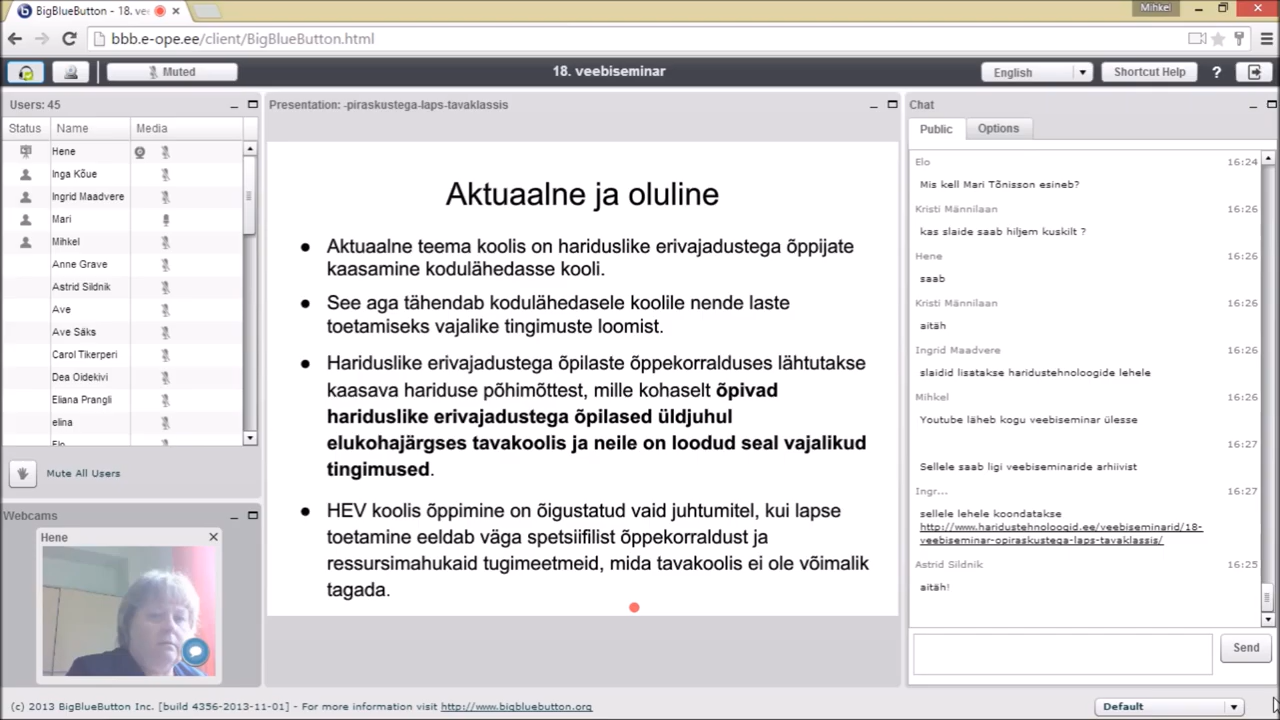 BigBlueButton - 18. ve
Mihkel
bbb.e-ope.ee/client/BigBlueButton.html
Muted
18. veebiseminar
English
Shortcut Help
?
Users: 45
Status Name Media
Hene
Inga Kõue
Ingrid Maadvere
Mari
Mihkel
Anne Grave
Astrid Sildnik
Ave
Ave Säks
Carol Tikerperi
Dea Oidekivi
Eliana Prangli
elina
Elo
Mute All Users
Webcams
Hene
Presentation: -piraskustega-laps-tavaklassis
Aktuaalne ja oluline
● Aktuaalne teema koolis on hariduslike erivajadustega õppijate
kaasamine kodulähedasse kooli.
● See aga tähendab kodulähedasele koolile nende laste
toetamiseks vajalike tingimuste loomist.
● Hariduslike erivajadustega õpilaste õppekorralduses lähtutakse
kaasava hariduse põhimõttest, mille kohaselt õpivad
hariduslike erivajadustega õpilased üldjuhul
elukohajärgses tavakoolis ja neile on loodud seal vajalikud
tingimused.
● HEV koolis õppimine on õigustatud vaid juhtumitel, kui lapse
toetamine eeldab väga spetsiifilist õppekorraldust ja
ressursimahukaid tugimeetmeid, mida tavakoolis ei ole võimalik
tagada.
Chat
Public Options
Elo 16:24
Mis kell Mari Tõnisson esineb?
Kristi Männilaan 16:26
kas slaide saab hiljem kuskilt ?
Hene 16:26
saab
Kristi Männilaan 16:26
aitäh
Ingrid Maadvere 16:26
slaidid lisatakse haridustehnoloogide lehele
Mihkel 16:26
Youtube läheb kogu veebiseminar ülesse
16:27
Sellele saab ligi veebiseminaride arhiivist
Ingr... 16:27
sellele lehele koondatakse
http://www.haridustehnoloogid.ee/veebiseminarid/18-
veebiseminar-opiraskustega-laps-tavaklassis/
Astrid Sildnik 16:25
aitäh!
Send
(c) 2013 BigBlueButton Inc. [build 4356-2013-11-01] - For more information visit http://www.bigbluebutton.org
Default